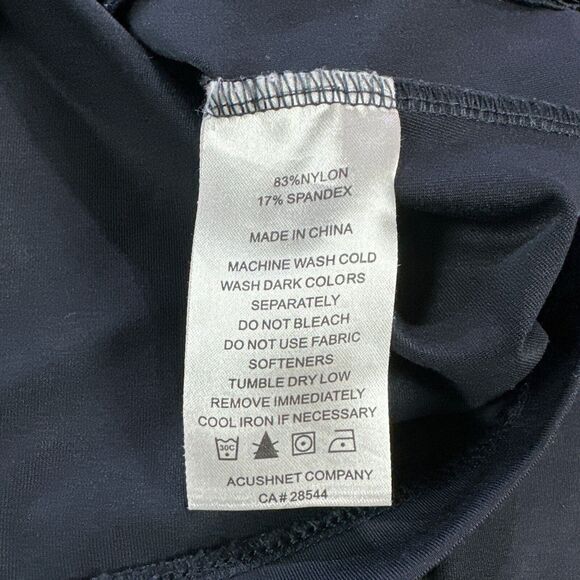 83%NYLON
17% SPANDEX
MADE IN CHINA
MACHINE WASH COLD
WASH DARK COLORS
SEPARATELY
DO NOT BLEACH
DO NOT USE FABRIC
SOFTENERS
TUMBLE DRY LOW
REMOVE IMMEDIATELY
COOL IRON IF NECESSARY
30C
ACUSHNET COMPANY
CA# 28544